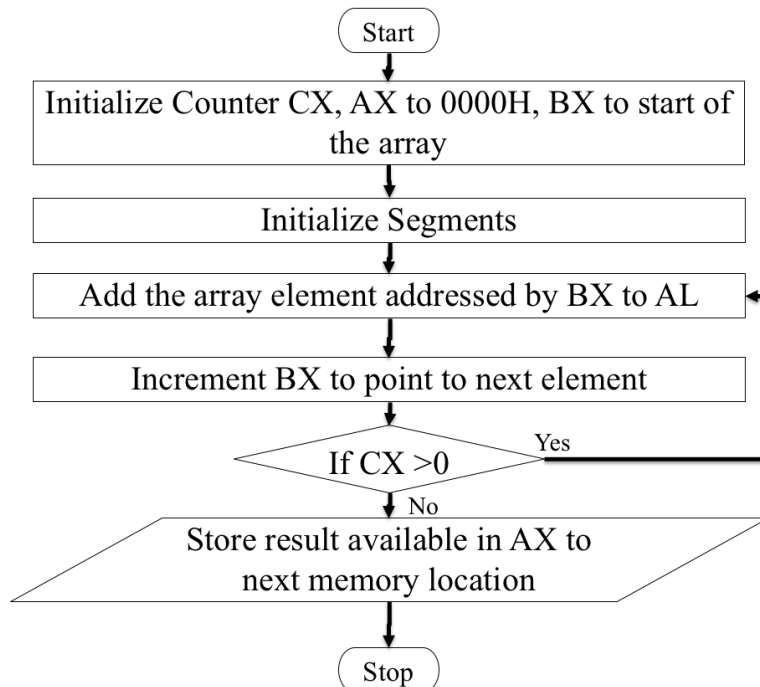 Start
Initialize Counter CX, AX to 0000H, BX to start of
the array
Initialize Segments
Add the array element addressed by BX to AL
Increment BX to point to next element
Yes
If CX >0
No
Store result available in AX to
next memory location
Stop